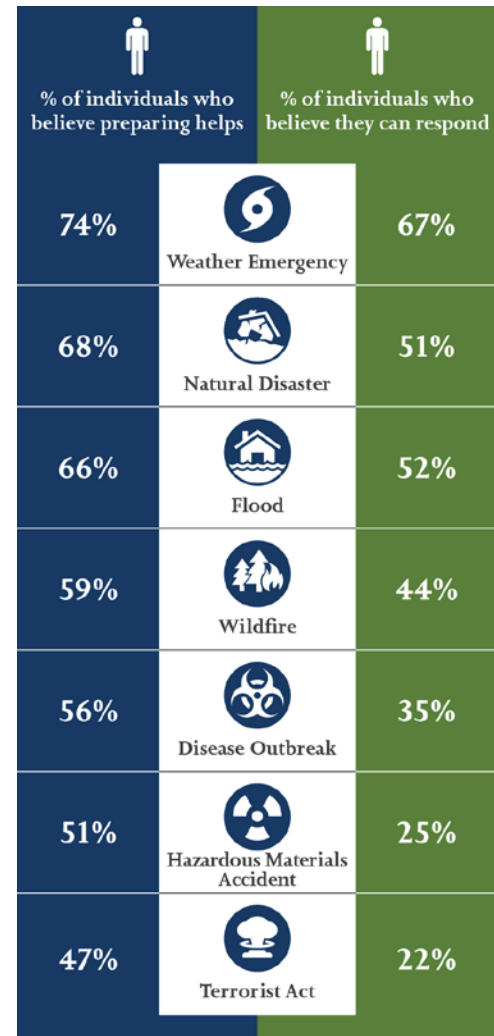 % of individuals who
believe preparing helps
% of individuals who
believe they can respond
74%
Weather Emergency
67%
68%
Natural Disaster
51%
66%
Flood
52%
59%
Wildfire
44%
56%
Disease Outbreak
35%
51%
Hazardous Materials
Accident
25%
47%
Terrorist Act
22%